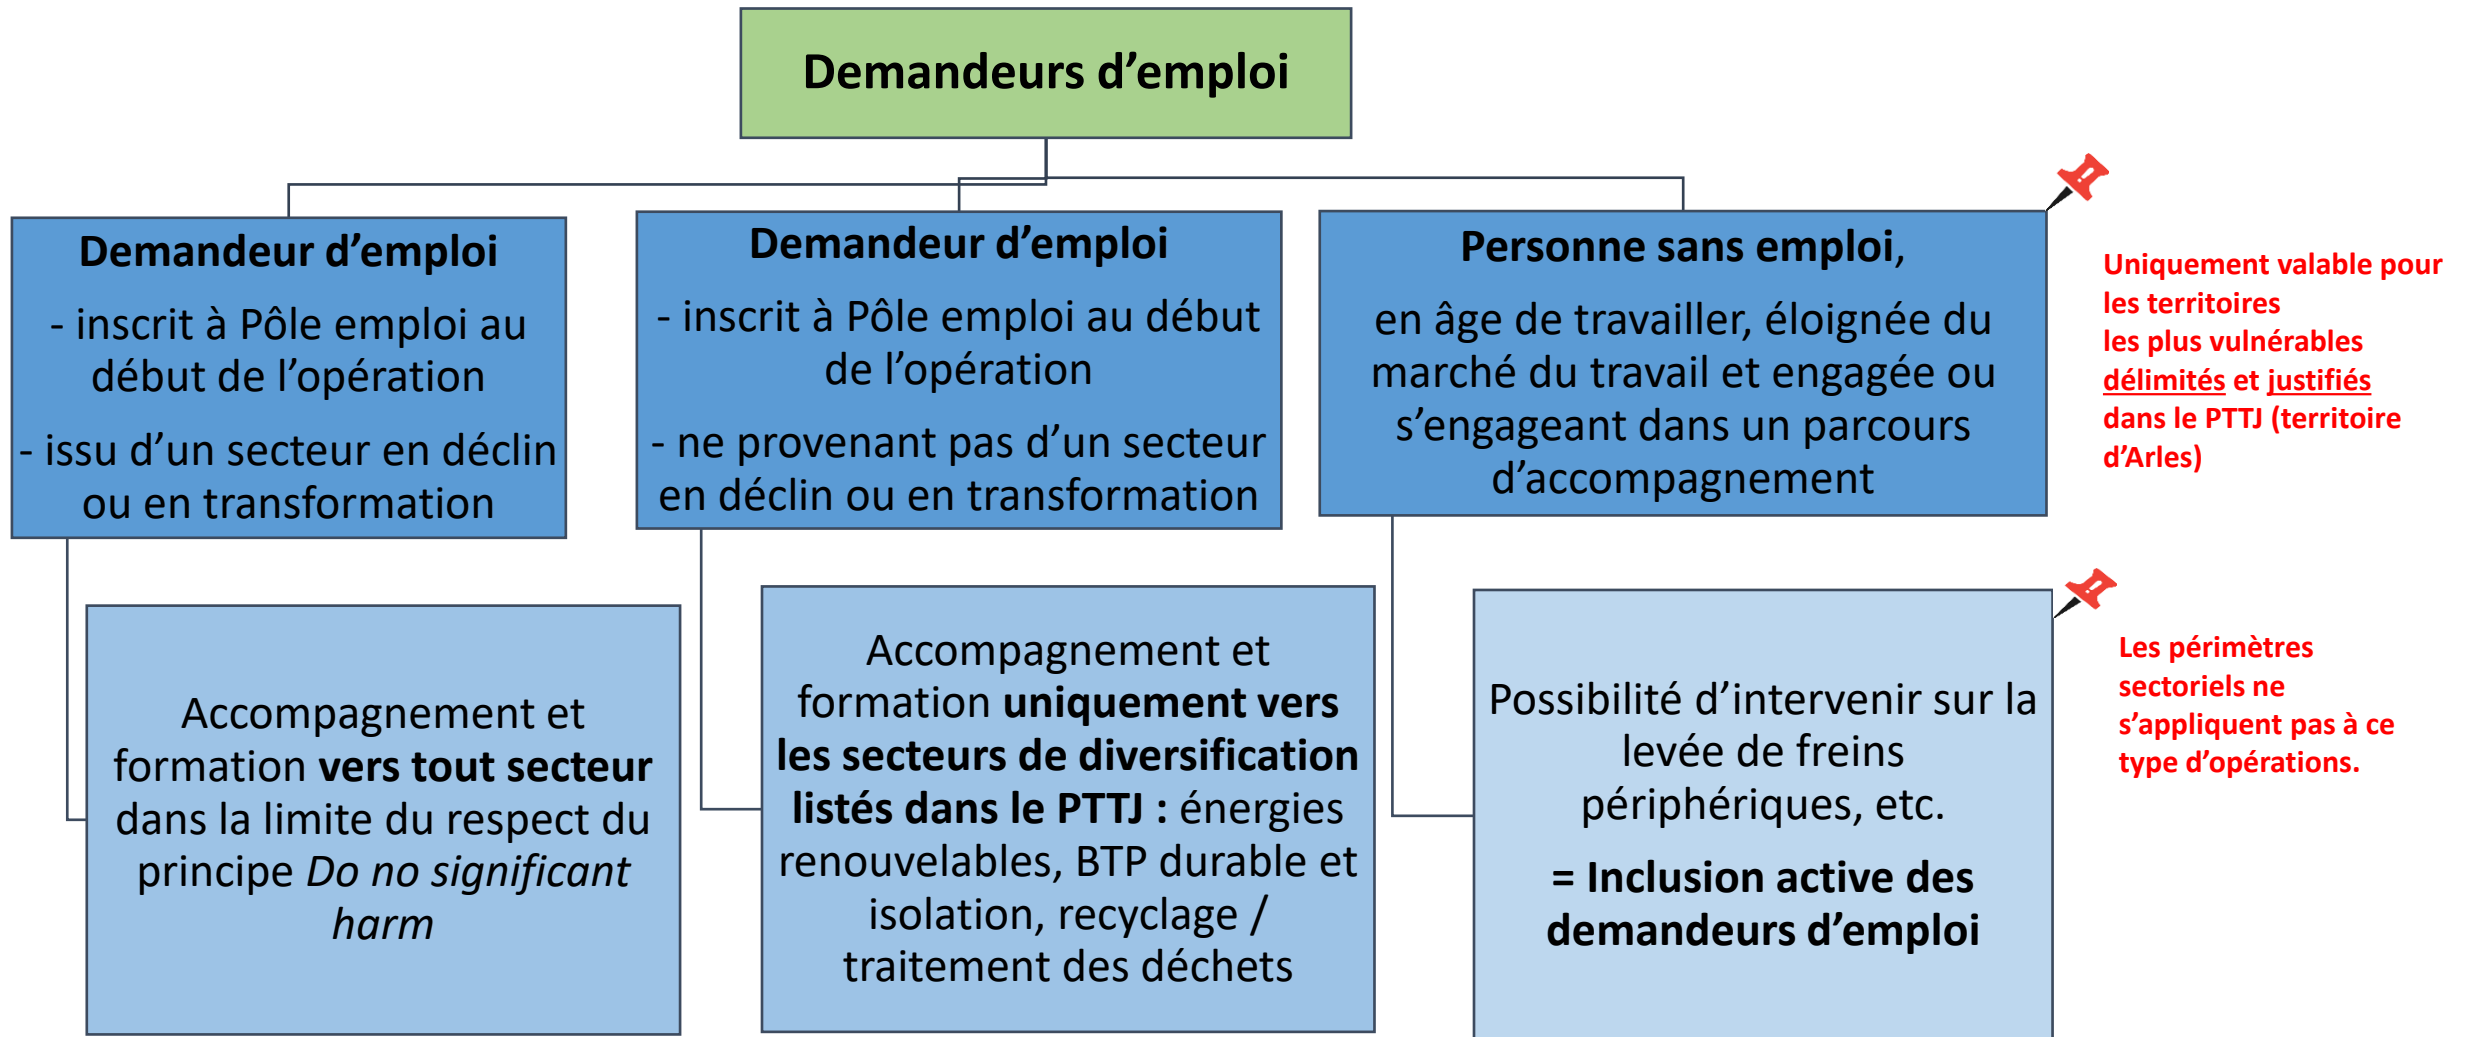 Demandeurs d’emploi
Demandeur d’emploi
- inscrit à Pôle emploi au
début de l’opération
- issu d’un secteur en déclin
ou en transformation
Demandeur d’emploi
- inscrit à Pôle emploi au début
de l’opération
- ne provenant pas d’un secteur
en déclin ou en transformation
Personne sans emploi,
en âge de travailler, éloignée du
marché du travail et engagée ou
s’engageant dans un parcours
d’accompagnement
Uniquement valable pour
les territoires
les plus vulnérables
délimités et justifiés
dans le PTTJ (territoire
d’Arles)
Accompagnement et
formation vers tout secteur
dans la limite du respect du
principe Do no significant
harm
Accompagnement et
formation uniquement vers
les secteurs de diversification
listés dans le PTTJ : énergies
renouvelables, BTP durable et
isolation, recyclage /
traitement des déchets
Possibilité d’intervenir sur la
levée de freins
périphériques, etc.
= Inclusion active des
demandeurs d’emploi
Les périmètres
sectoriels ne
s’appliquent pas à ce
type d’opérations.